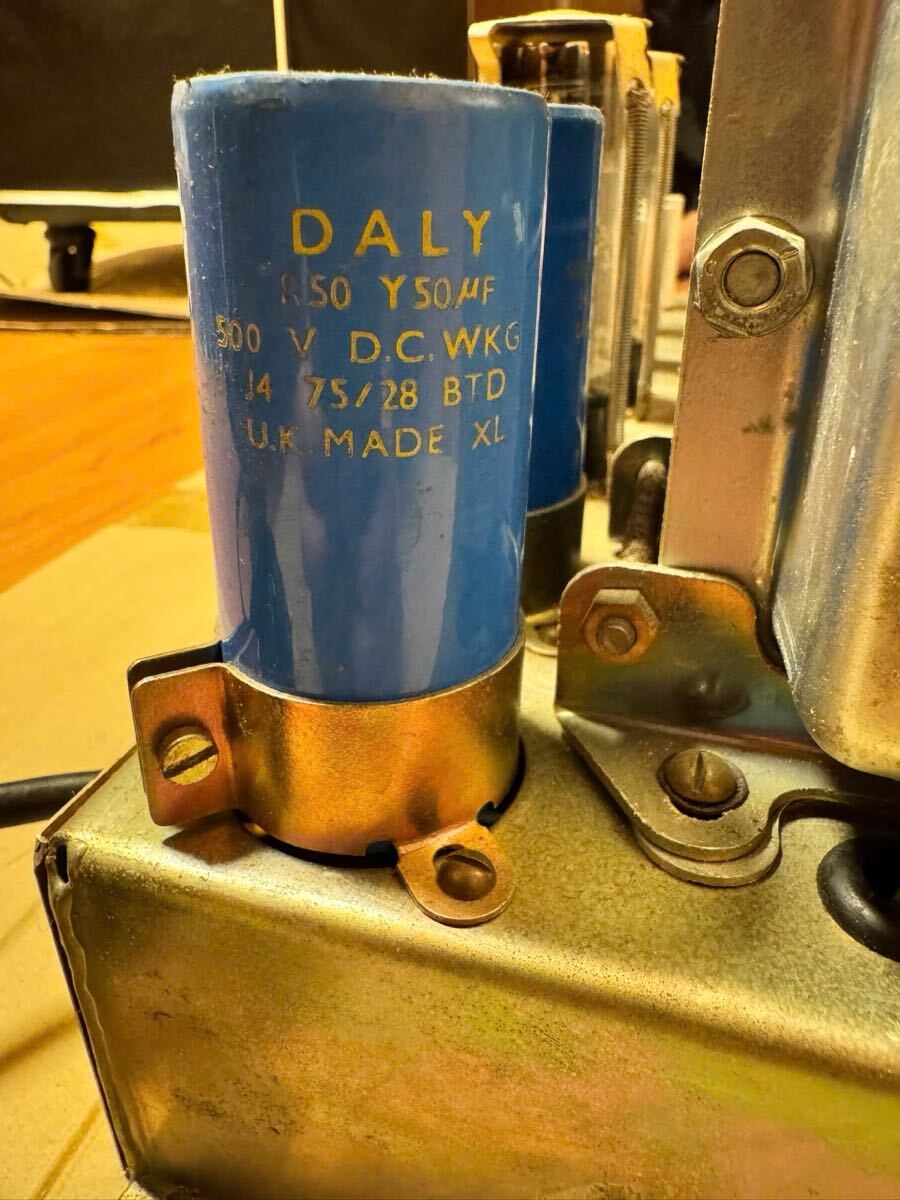 DALY
R50 Y50µF
500 V D.C.WKG
J4 75/28 BTD
U.K. MADE XL